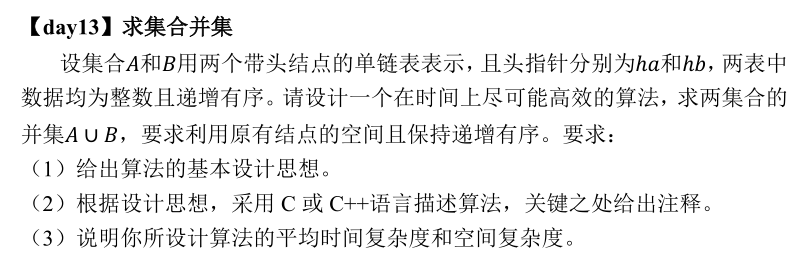 【day13】求集合并集
设集合A和B用两个带头结点的单链表表示，且头指针分别为ha和hb，两表中
数据均为整数且递增有序。请设计一个在时间上尽可能高效的算法，求两集合的
并集A ∪ B，要求利用原有结点的空间且保持递增有序。要求：
（1）给出算法的基本设计思想。
（2）根据设计思想，采用 C 或 C++语言描述算法，关键之处给出注释。
（3）说明你所设计算法的平均时间复杂度和空间复杂度。